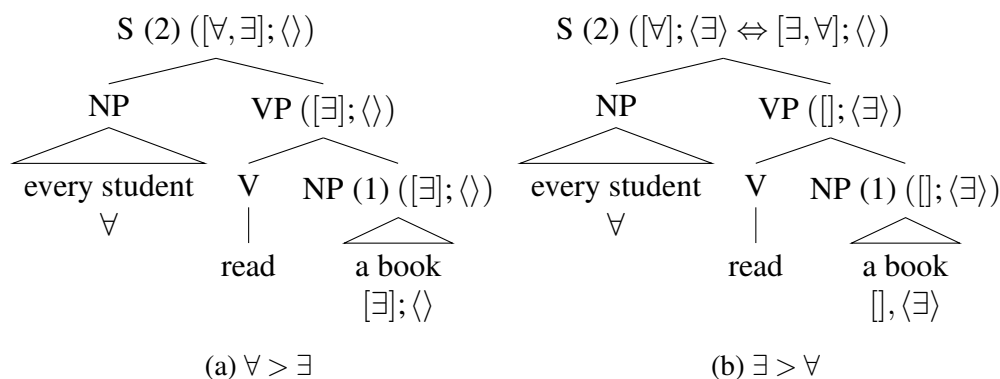 S (2) ([∀, ∃]; ⟨⟩) S (2) ([∀]; ⟨∃⟩ ⇔ [∃, ∀]; ⟨⟩)
NP VP ([∃]; ⟨⟩) NP VP ([]; ⟨∃⟩)
every student V NP (1) ([∃]; ⟨⟩) every student V NP (1) ([]; ⟨∃⟩)
∀ ∀
read a book read a book
[∃]; ⟨⟩ [], ⟨∃⟩
(a) ∀ > ∃ (b) ∃ > ∀